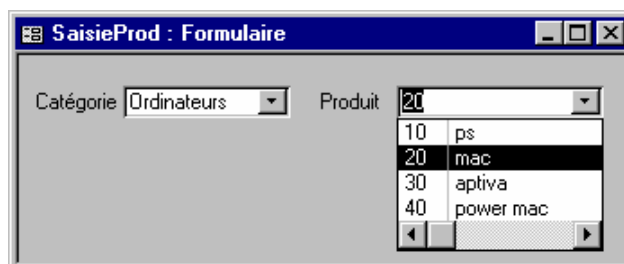 SaisieProd : Formulaire
Catégorie Ordinateurs Produit 20
10 ps
20 mac
30 aptiva
40 power mac